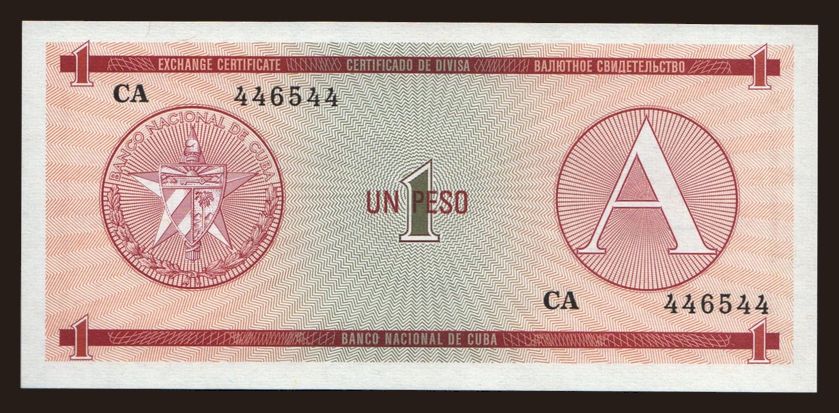 1 EXCHANGE CERTIFICATE CERTIFICADO DE DIVISA ВАЛЮТНОЕ СВИДЕТЕЛЬСТВО 1
CA 446544
BANCO NACIONAL DE CUBA
1
UN PESO
A
CA 446544
1 BANCO NACIONAL DE CUBA 1